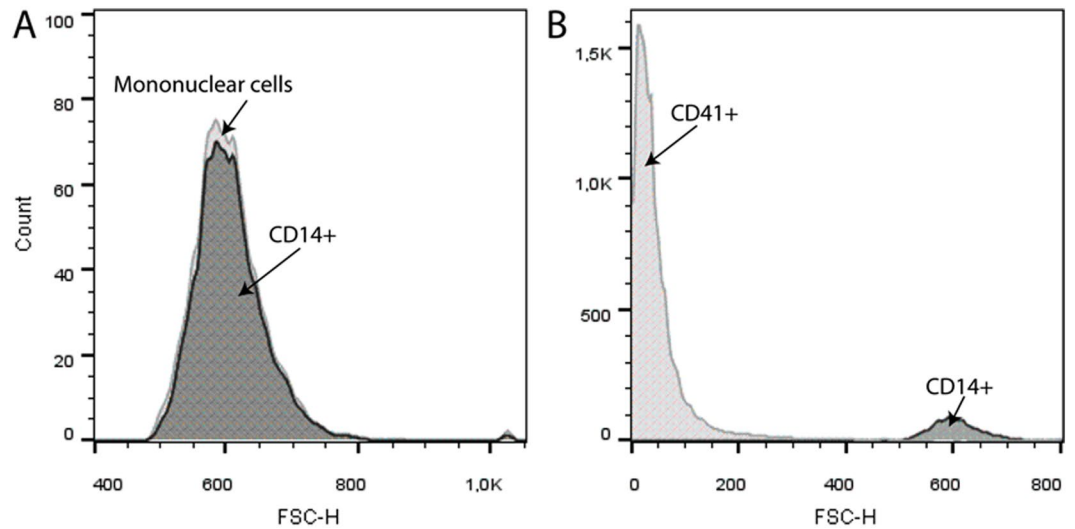 A
100
80
60
40
20
0
Count
Mononuclear cells
CD14+
400 600 800 1,0K
FSC-H
B
1,5K
1,0K
500
0
CD41+
CD14+
0 200 400 600 800
FSC-H